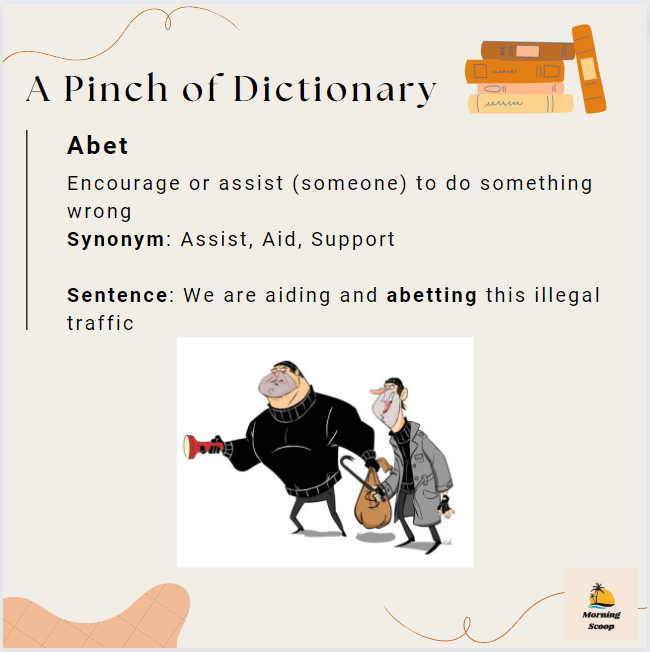 A Pinch of Dictionary
Abet
Encourage or assist (someone) to do something
wrong
Synonym: Assist, Aid, Support
Sentence: We are aiding and abetting this illegal
traffic
Morning
Scoop